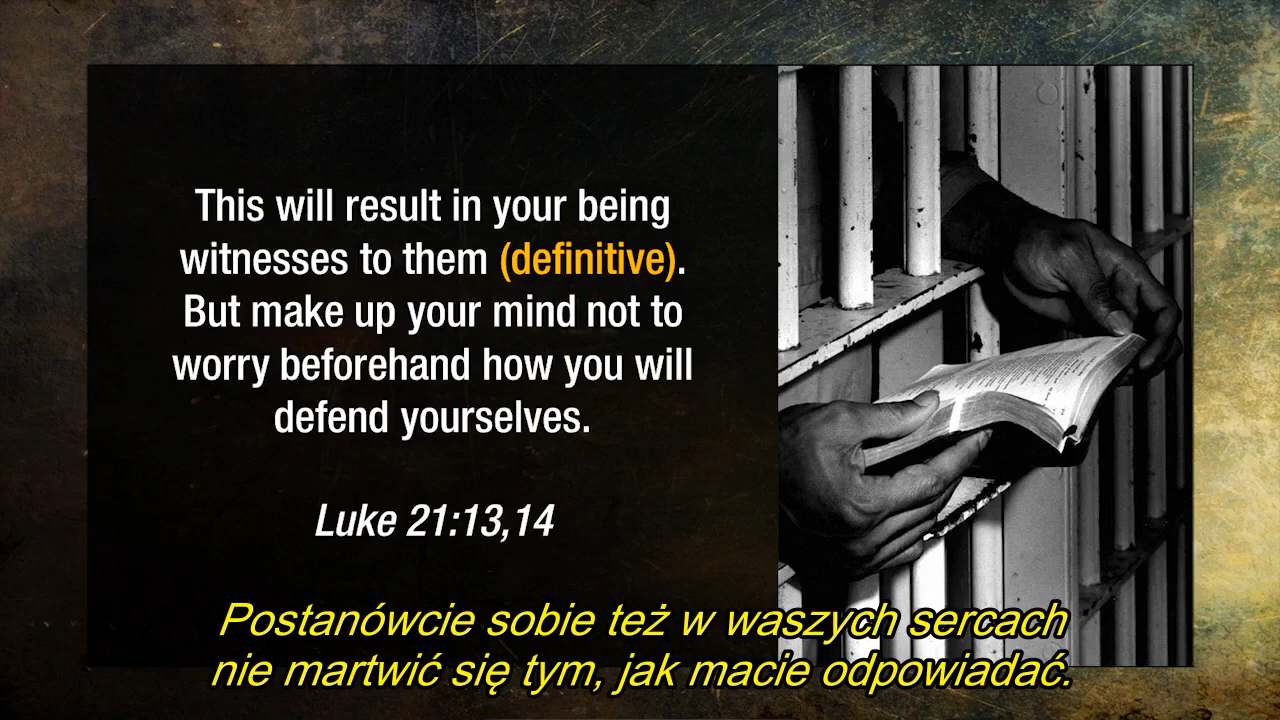 This will result in your being
witnesses to them (definitive).
But make up your mind not to
worry beforehand how you will
defend yourselves.
Luke 21:13,14
Postanówcie sobie też w waszych sercach
nie martwić się tym, jak macie odpowiadać.